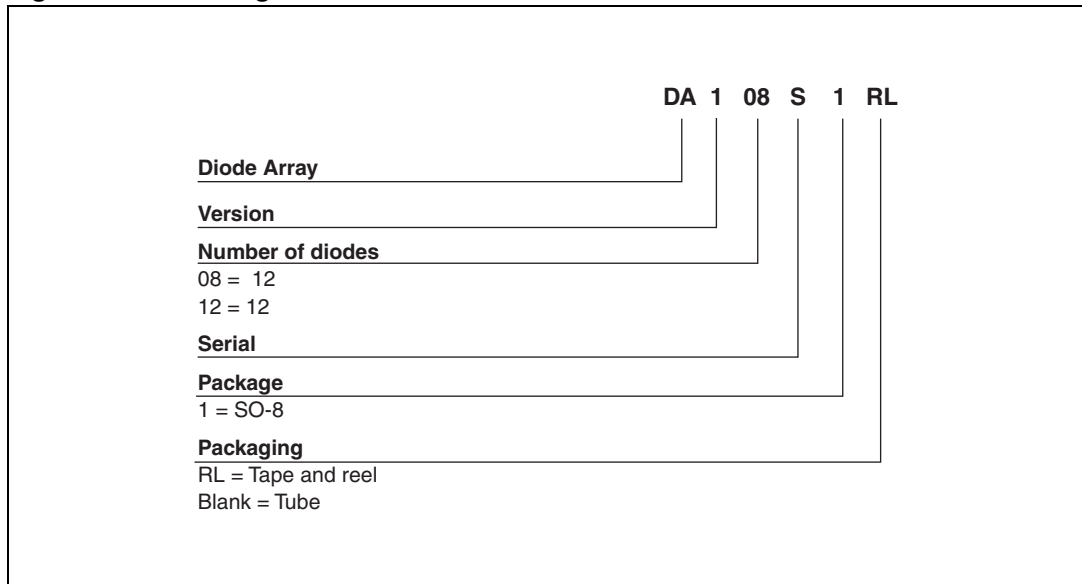 DA 1 08 S 1 RL
Diode Array
Version
Number of diodes
08 = 12
12 = 12
Serial
Package
1 = SO-8
Packaging
RL = Tape and reel
Blank = Tube